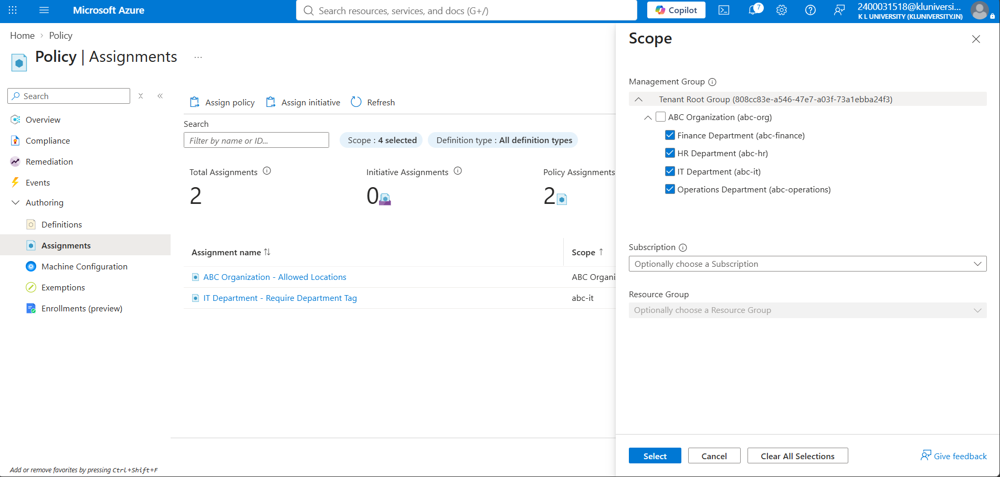 Microsoft Azure
Search resources, services, and docs (G+/)
Copilot
7
2400031518@kluniversi...
K L UNIVERSITY (KLUNIVERSITY.IN)
Home > Policy
Policy | Assignments ...
Search
Overview
Compliance
Remediation
Events
Authoring
Definitions
Assignments
Machine Configuration
Exemptions
Enrollments (preview)
Add or remove favorites by pressing Ctrl+Shift+F
Assign policy Assign initiative Refresh
Search
Filter by name or ID...
Scope : 4 selected
Definition type : All definition types
Total Assignments
2
Initiative Assignments
0
Policy Assignments
2
Assignment name Scope
ABC Organization - Allowed Locations ABC Organi
IT Department - Require Department Tag abc-it
Scope
Management Group
Tenant Root Group (808cc83e-a546-47e7-a03f-73a1ebba24f3)
ABC Organization (abc-org)
Finance Department (abc-finance)
HR Department (abc-hr)
IT Department (abc-it)
Operations Department (abc-operations)
Subscription
Optionally choose a Subscription
Resource Group
Optionally choose a Resource Group
Select Cancel Clear All Selections Give feedback